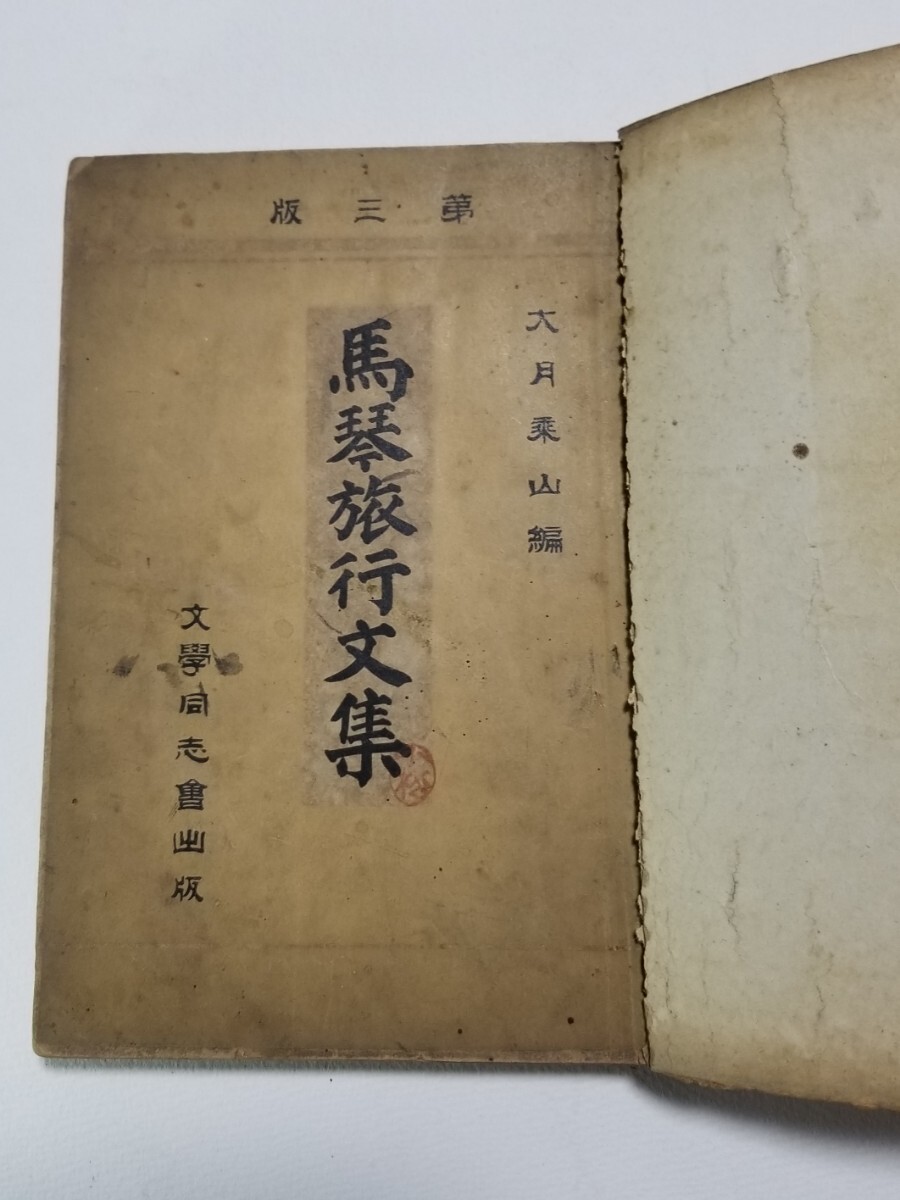 第三版
大月乘山編
馬琴旅行文集
文學同志會出版